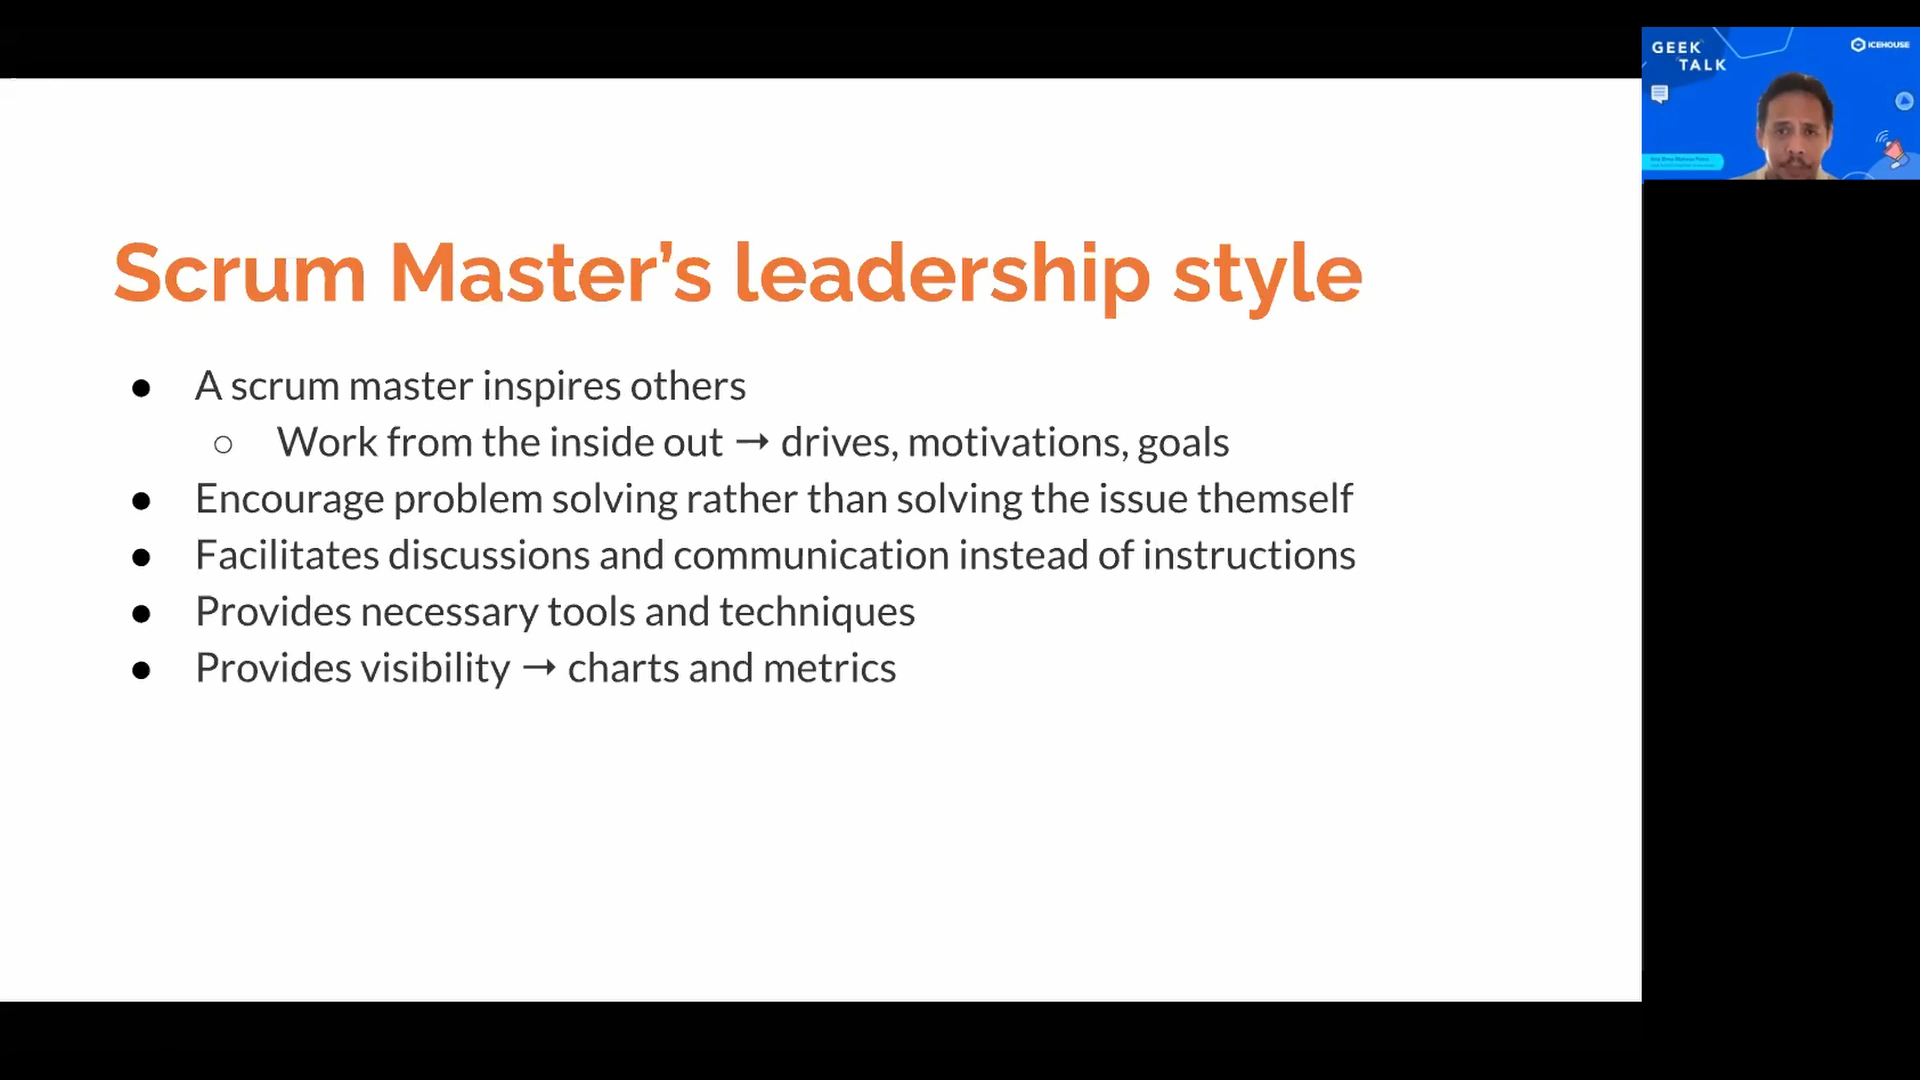 Scrum Master’s leadership style
● A scrum master inspires others
○ Work from the inside out → drives, motivations, goals
● Encourage problem solving rather than solving the issue themself
● Facilitates discussions and communication instead of instructions
● Provides necessary tools and techniques
● Provides visibility → charts and metrics
GEEK
TALK
ICEHOUSE